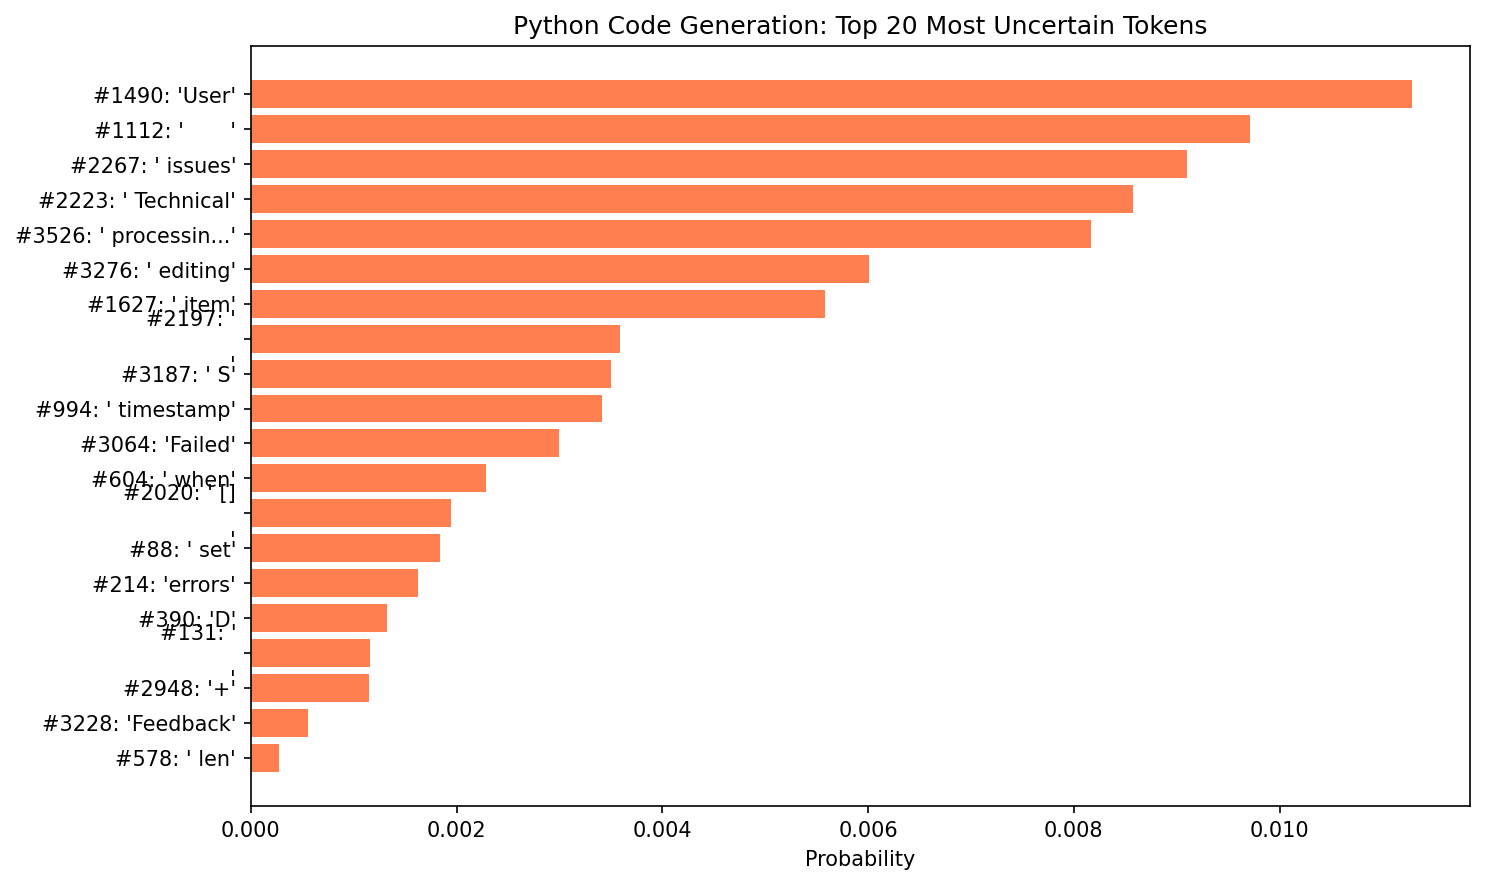 Python Code Generation: Top 20 Most Uncertain Tokens
#1490: 'User'
#1112: '       '
#2267: ' issues'
#2223: ' Technical'
#3526: ' processin...'
#3276: ' editing'
#1627: ' item'
#2197: '
'
#3187: ' S'
#994: ' timestamp'
#3064: 'Failed'
#604: ' when'
#2020: ' []
'
#88: ' set'
#214: 'errors'
#390: 'D'
#131: '
'
#2948: '+'
#3228: 'Feedback'
#578: ' len'
0.000 0.002 0.004 0.006 0.008 0.010
Probability